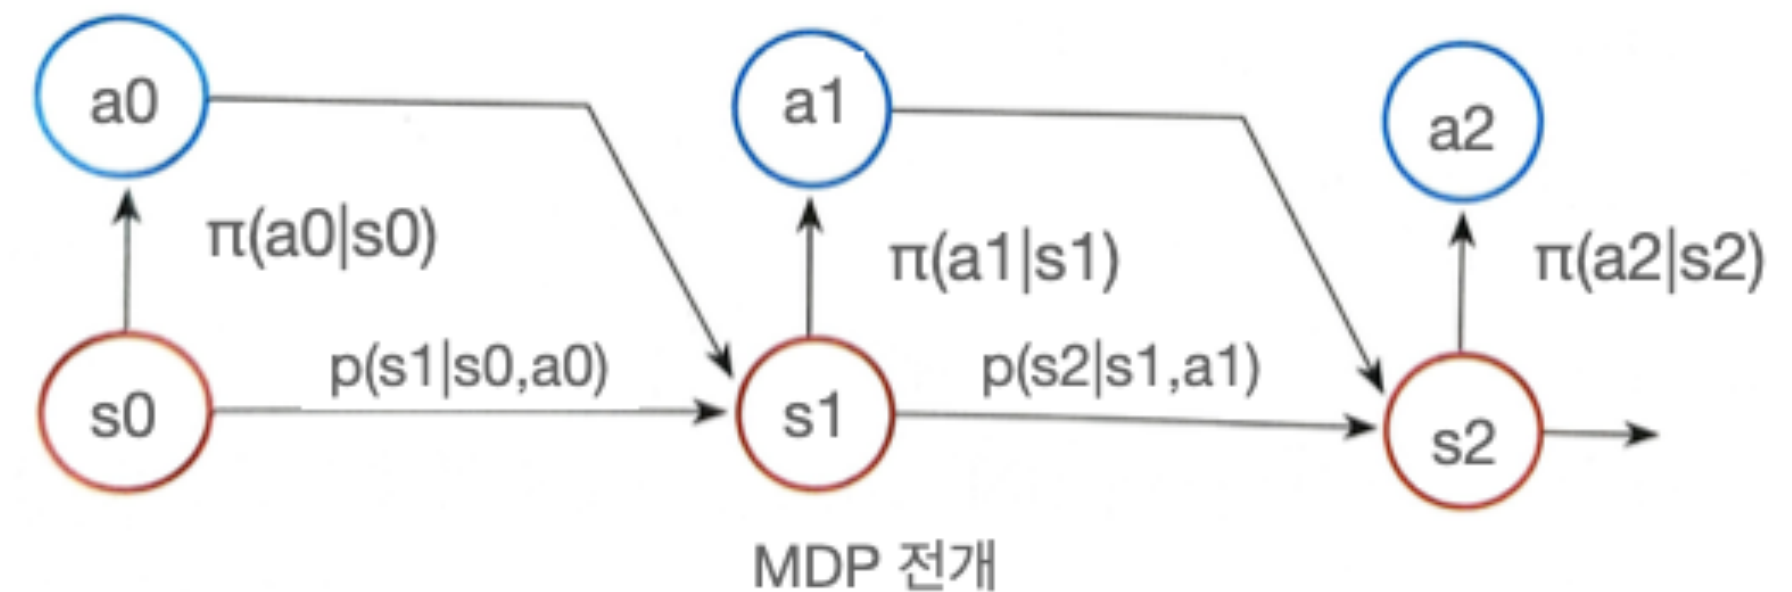 a0
a1
a2
π(a0|s0)
π(a1|s1)
π(a2|s2)
p(s1|s0,a0)
p(s2|s1,a1)
s0
s1
s2
MDP 전개